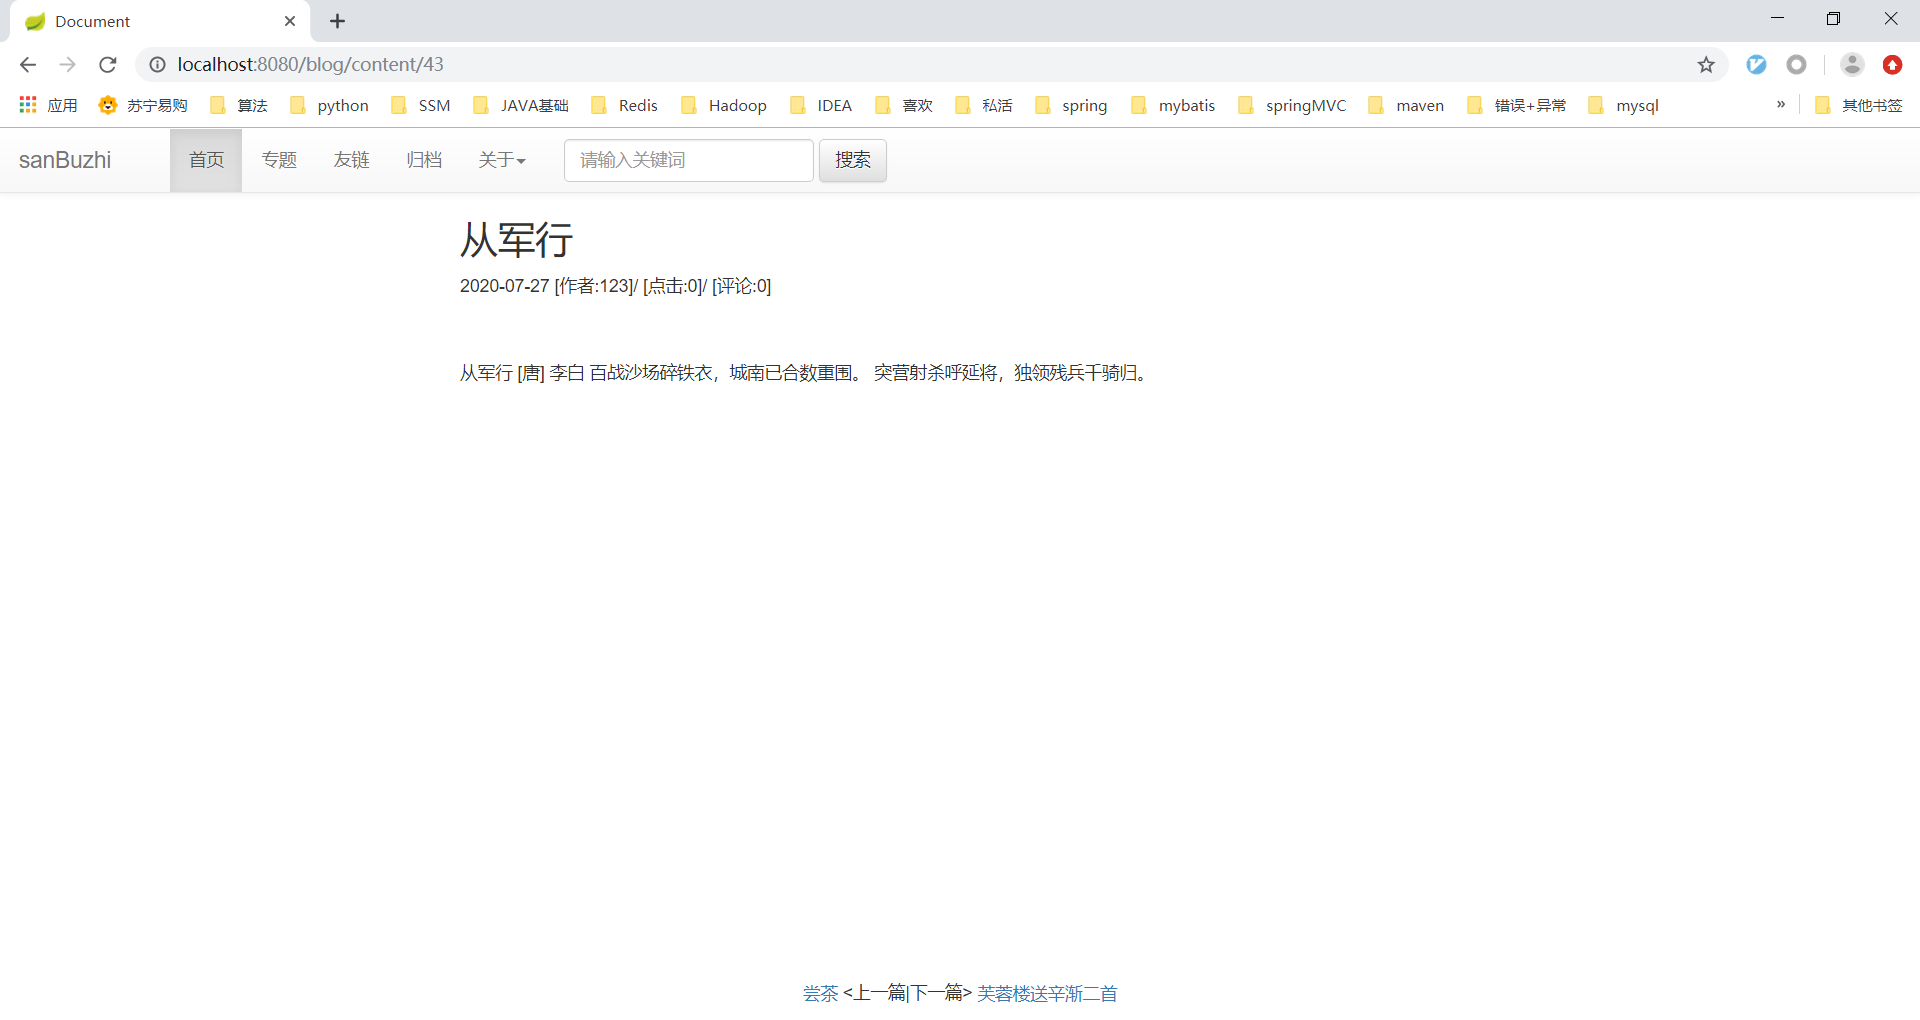 Document
localhost:8080/blog/content/43
应用 苏宁易购 算法 python SSM JAVA基础 Redis Hadoop IDEA 喜欢 私活 spring mybatis springMVC maven 错误+异常 mysql » 其他书签
sanBuzhi 首页 专题 友链 归档 关于 请输入关键词 搜索
从军行
2020-07-27 [作者:123]/ [点击:0]/ [评论:0]
从军行 [唐] 李白 百战沙场碎铁衣，城南已合数重围。 突营射杀呼延将，独领残兵千骑归。
尝茶 <上一篇|下一篇> 芙蓉楼送辛渐二首